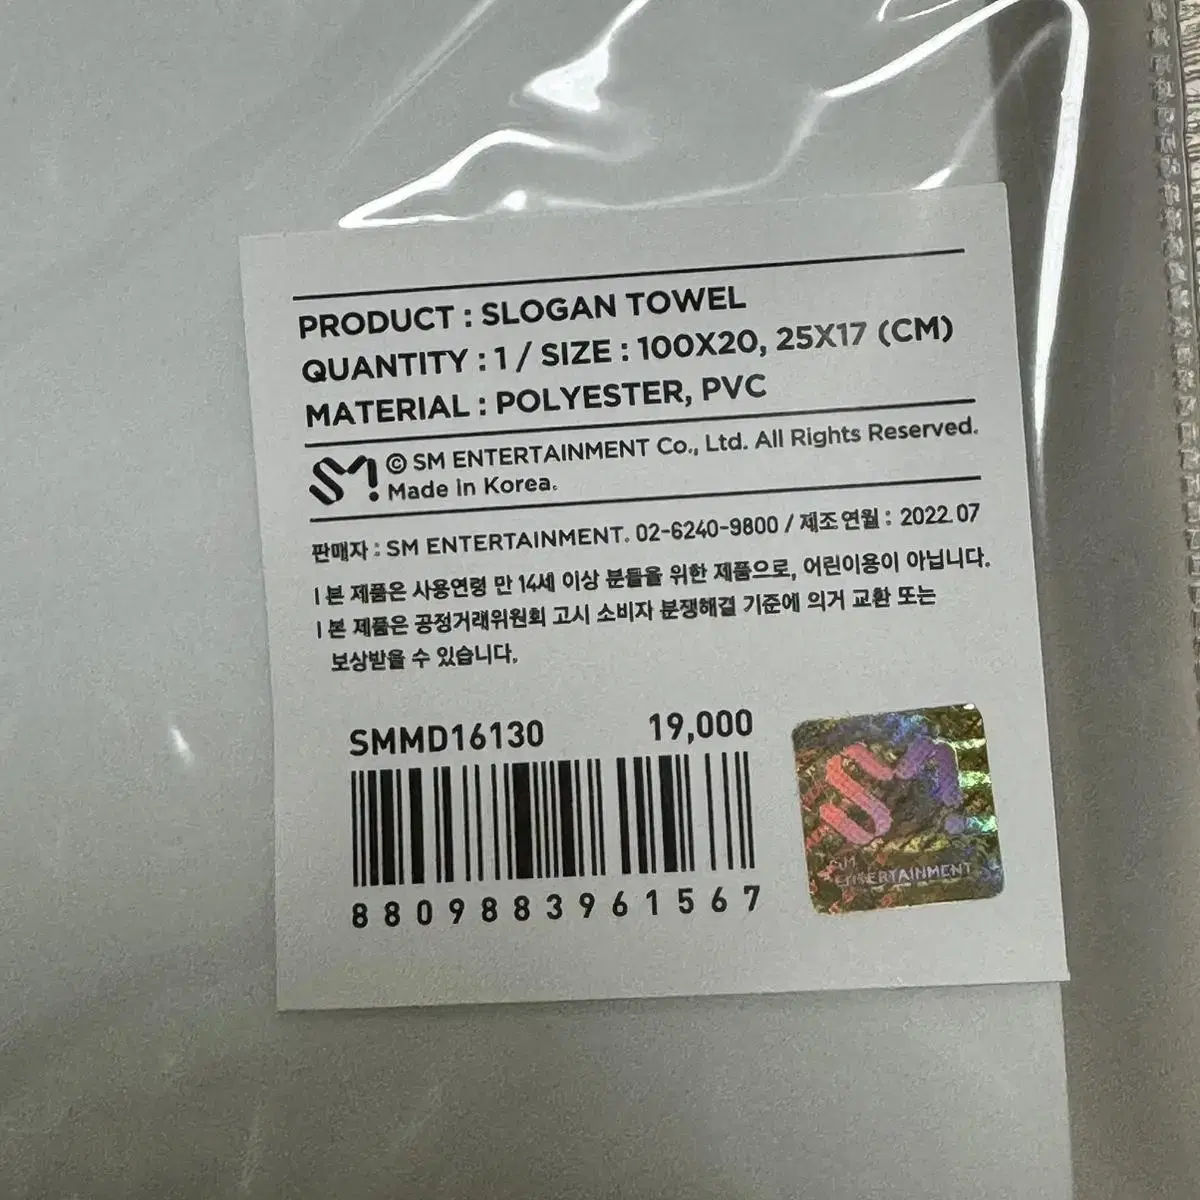 PRODUCT : SLOGAN TOWEL
QUANTITY : 1 / SIZE : 100X20, 25X17 (CM)
MATERIAL : POLYESTER, PVC
SM! © SM ENTERTAINMENT Co., Ltd. All Rights Reserved.
Made in Korea.
판매자 : SM ENTERTAINMENT. 02-6240-9800 / 제조연월 : 2022.07
| 본 제품은 사용연령 만 14세 이상 분들을 위한 제품으로, 어린이용이 아닙니다.
| 본 제품은 공정거래위원회 고시 소비자 분쟁해결 기준에 의거 교환 또는
보상받을 수 있습니다.
SMMD16130 19,000
8809883961567
SM
SM
ENTERTAINMENT